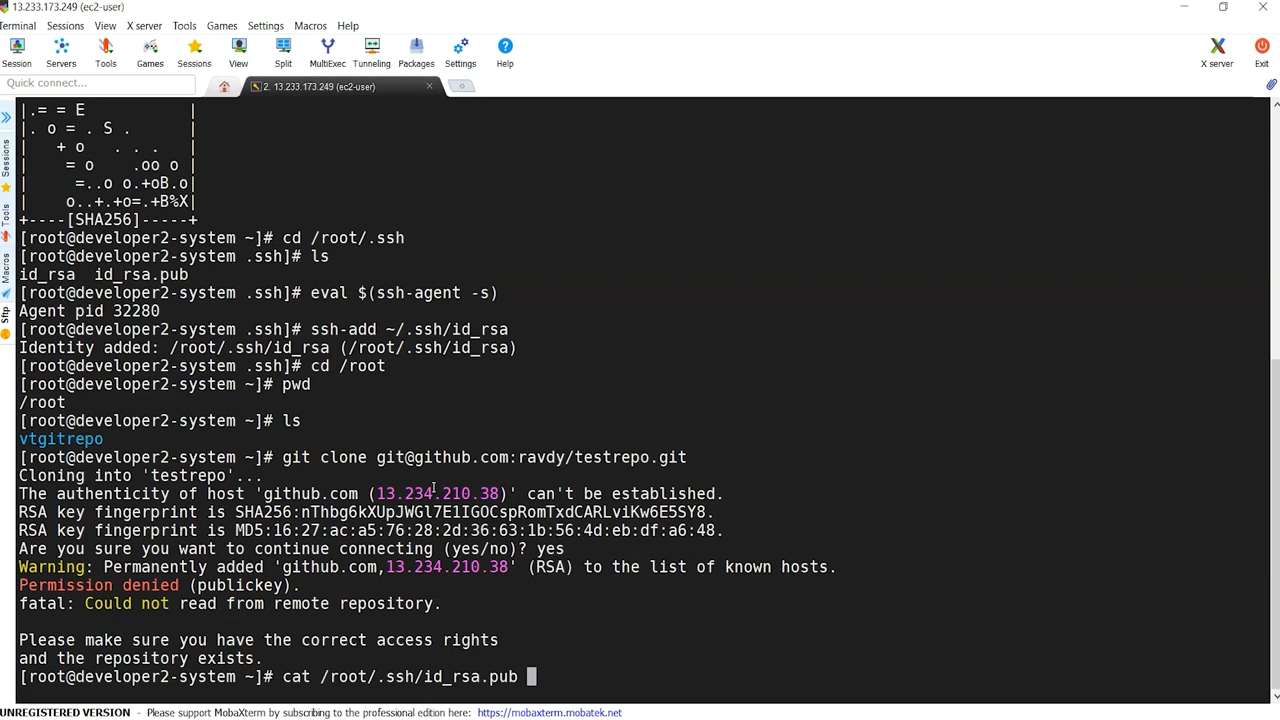 13.233.173.249 (ec2-user)
Terminal Sessions View X server Tools Games Settings Macros Help
Session Servers Tools Games Sessions View Split MultiExec Tunneling Packages Settings Help X server Exit
Quick connect...
2. 13.233.173.249 (ec2-user)
Sessions
Tools
Macros
Sftp
|.= = E           |
|. o = . S .      |
|   + o   . . .   |
|    = o    .oo o |
|     =..o o.+oB.o|
|    o..+.+o=.+B%X|
+----[SHA256]-----+
[root@developer2-system ~]# cd /root/.ssh
[root@developer2-system .ssh]# ls
id_rsa  id_rsa.pub
[root@developer2-system .ssh]# eval $(ssh-agent -s)
Agent pid 32280
[root@developer2-system .ssh]# ssh-add ~/.ssh/id_rsa
Identity added: /root/.ssh/id_rsa (/root/.ssh/id_rsa)
[root@developer2-system .ssh]# cd /root
[root@developer2-system ~]# pwd
/root
[root@developer2-system ~]# ls
vtgitrepo
[root@developer2-system ~]# git clone git@github.com:ravdy/testrepo.git
Cloning into 'testrepo'...
The authenticity of host 'github.com (13.234.210.38)' can't be established.
RSA key fingerprint is SHA256:nThbg6kXUpJWGl7E1IGOCspRomTxdCARLviKw6E5SY8.
RSA key fingerprint is MD5:16:27:ac:a5:76:28:2d:36:63:1b:56:4d:eb:df:a6:48.
Are you sure you want to continue connecting (yes/no)? yes
Warning: Permanently added 'github.com,13.234.210.38' (RSA) to the list of known hosts.
Permission denied (publickey).
fatal: Could not read from remote repository.
Please make sure you have the correct access rights
and the repository exists.
[root@developer2-system ~]# cat /root/.ssh/id_rsa.pub
UNREGISTERED VERSION - Please support MobaXterm by subscribing to the professional edition here: https://mobaxterm.mobatek.net